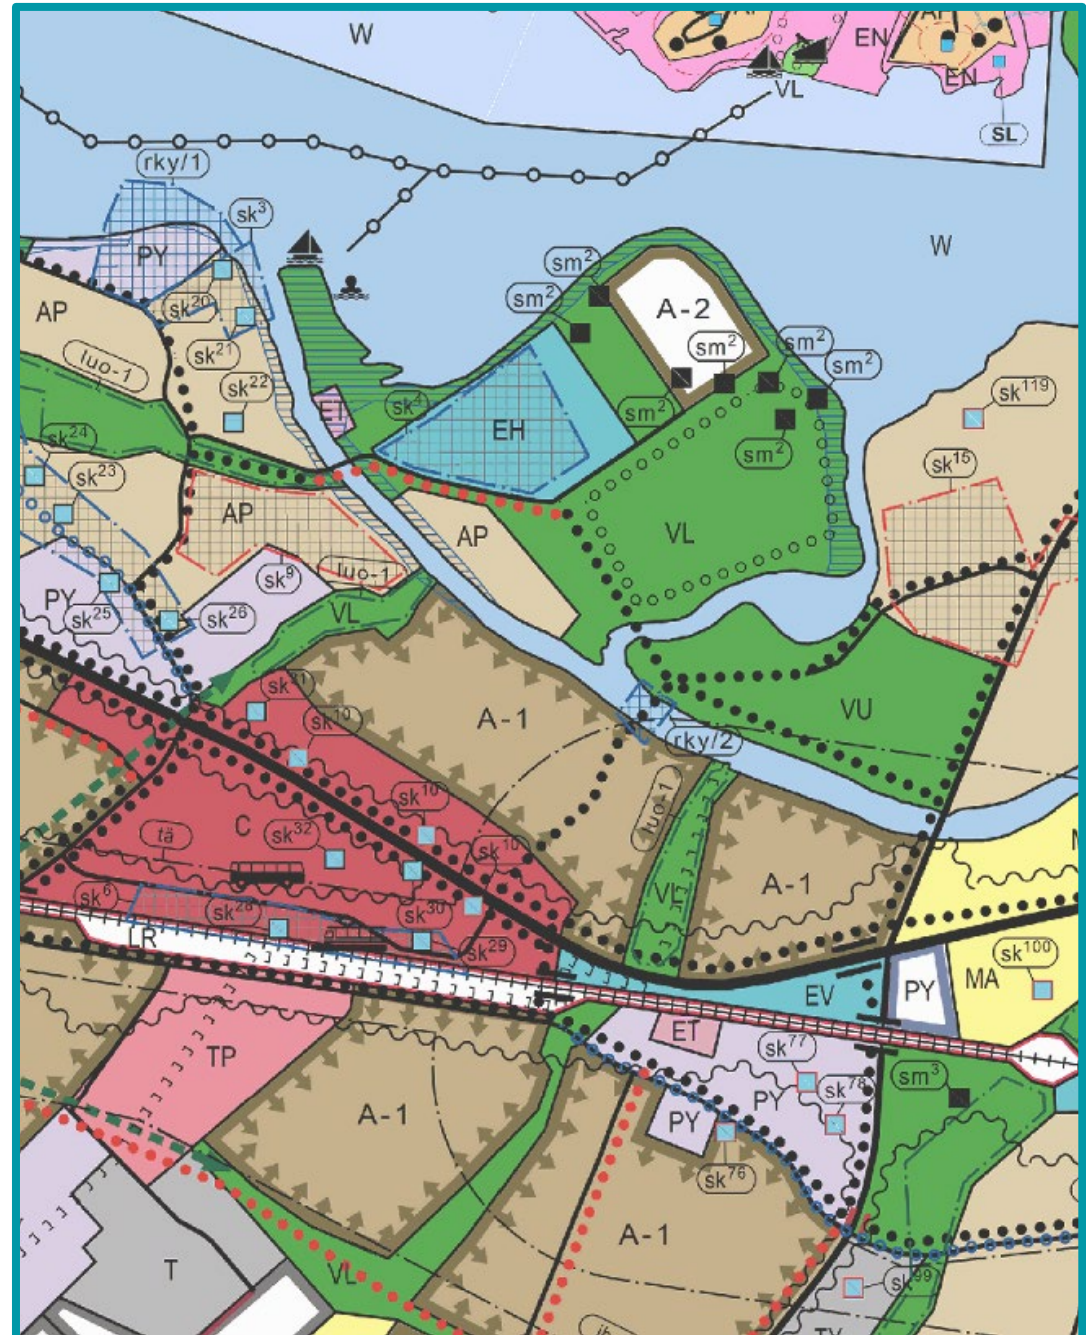 W
EN
EN
VL
SL
rky/1
sk³
W
PY
sm²
sk²⁰
sm²
AP
A-2
sk²¹
sm²
sm²
luo-1
sm²
sk²²
ET
sm²
sk¹¹⁹
sk²⁴
EH
sm²
sk¹⁵
sk²³
AP
AP
VL
luo-1
PY
sk⁹
sk²⁵
sk²⁶
VL
A-1
VU
sk¹⁰
rky/2
luo-1
sk¹⁰
C
tä
sk³²
sk¹⁰
VL
A-1
sk⁶
sk²⁸
sk³⁰
sk²⁹
LR
sk¹⁰⁰
MA
EV
PY
ET
TP
sk⁷⁷
sk⁷⁸
sm³
PY
A-1
PY
sk⁷⁶
A-1
T
VL
sk⁹⁹